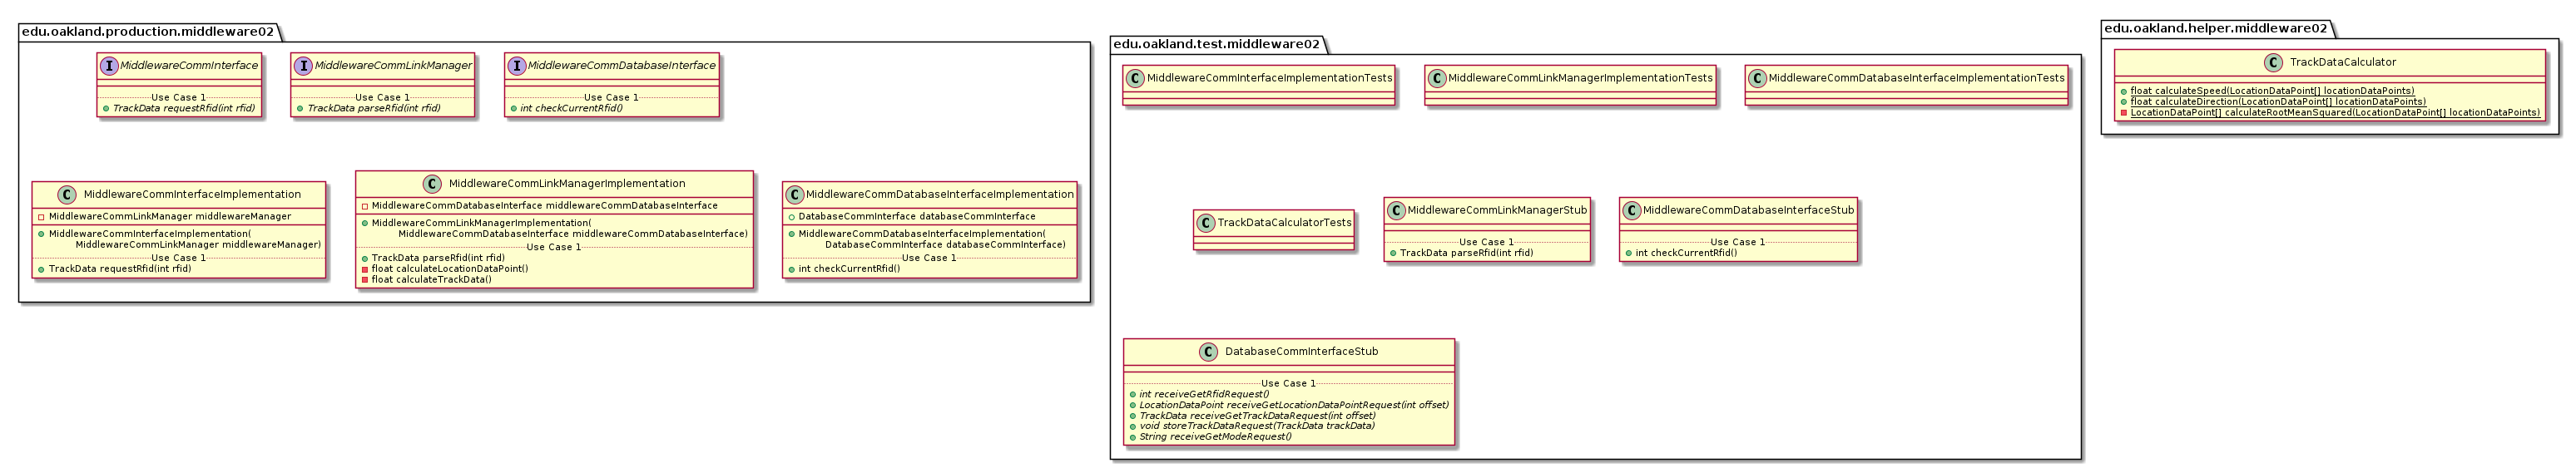 edu.oakland.production.middleware02
I MiddlewareCommInterface
Use Case 1
TrackData requestRfid(int rfid)
I MiddlewareCommLinkManager
Use Case 1
TrackData parseRfid(int rfid)
I MiddlewareCommDatabaseInterface
Use Case 1
int checkCurrentRfid()
C MiddlewareCommInterfaceImplementation
MiddlewareCommLinkManager middlewareManager
MiddlewareCommInterfaceImplementation(
MiddlewareCommLinkManager middlewareManager)
Use Case 1
TrackData requestRfid(int rfid)
C MiddlewareCommLinkManagerImplementation
MiddlewareCommDatabaseInterface middlewareCommDatabaseInterface
MiddlewareCommLinkManagerImplementation(
MiddlewareCommDatabaseInterface middlewareCommDatabaseInterface)
Use Case 1
TrackData parseRfid(int rfid)
float calculateLocationDataPoint()
float calculateTrackData()
C MiddlewareCommDatabaseInterfaceImplementation
DatabaseCommInterface databaseCommInterface
MiddlewareCommDatabaseInterfaceImplementation(
DatabaseCommInterface databaseCommInterface)
Use Case 1
int checkCurrentRfid()
edu.oakland.test.middleware02
C MiddlewareCommInterfaceImplementationTests
C MiddlewareCommLinkManagerImplementationTests
C MiddlewareCommDatabaseInterfaceImplementationTests
C TrackDataCalculatorTests
C MiddlewareCommLinkManagerStub
Use Case 1
TrackData parseRfid(int rfid)
C MiddlewareCommDatabaseInterfaceStub
Use Case 1
int checkCurrentRfid()
C DatabaseCommInterfaceStub
Use Case 1
int receiveGetRfidRequest()
LocationDataPoint receiveGetLocationDataPointRequest(int offset)
TrackData receiveGetTrackDataRequest(int offset)
void storeTrackDataRequest(TrackData trackData)
String receiveGetModeRequest()
edu.oakland.helper.middleware02
C TrackDataCalculator
float calculateSpeed(LocationDataPoint[] locationDataPoints)
float calculateDirection(LocationDataPoint[] locationDataPoints)
LocationDataPoint[] calculateRootMeanSquared(LocationDataPoint[] locationDataPoints)